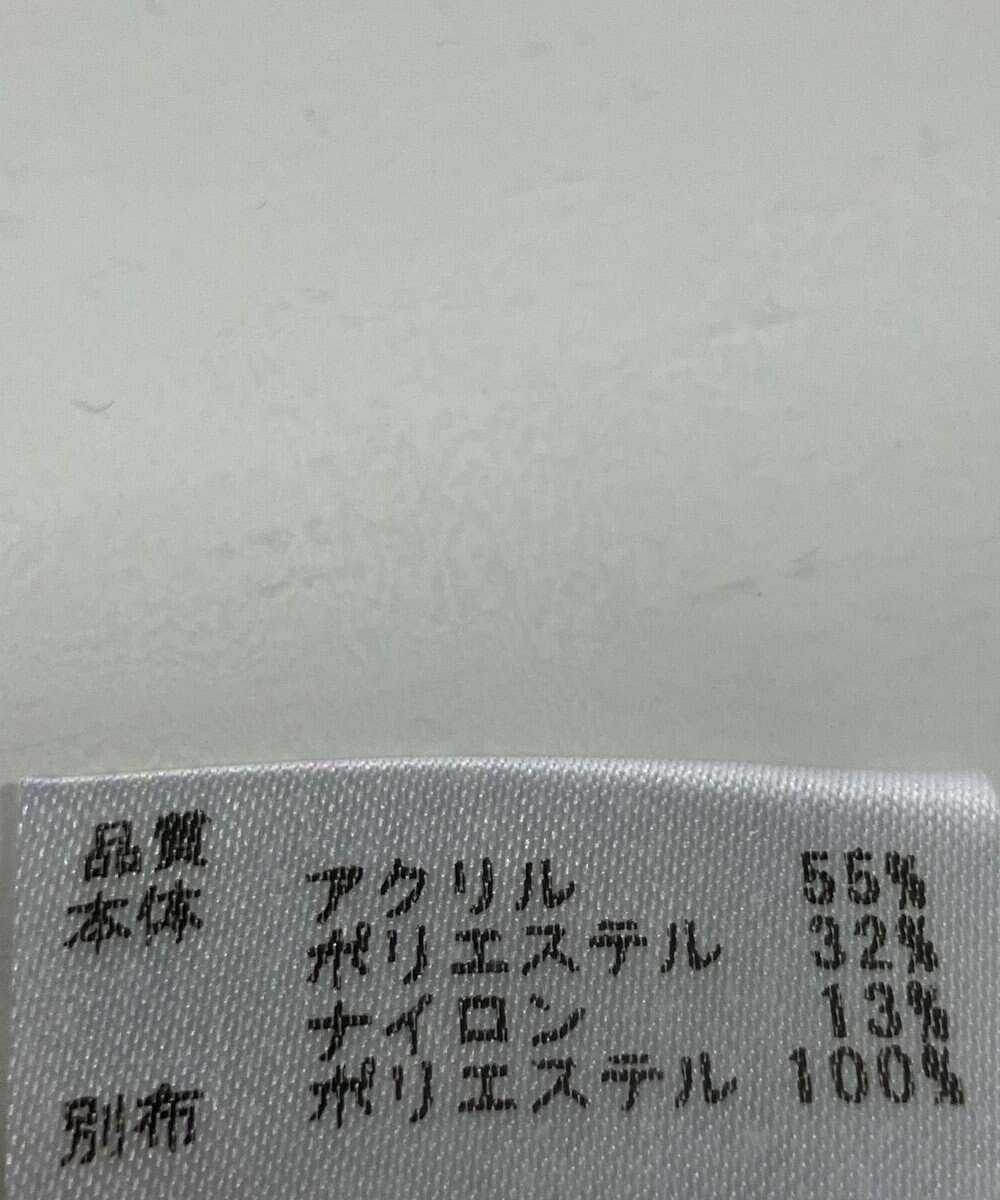 品質
本体 アクリル 55%
ポリエステル 32%
ナイロン 13%
別布 ポリエステル 100%